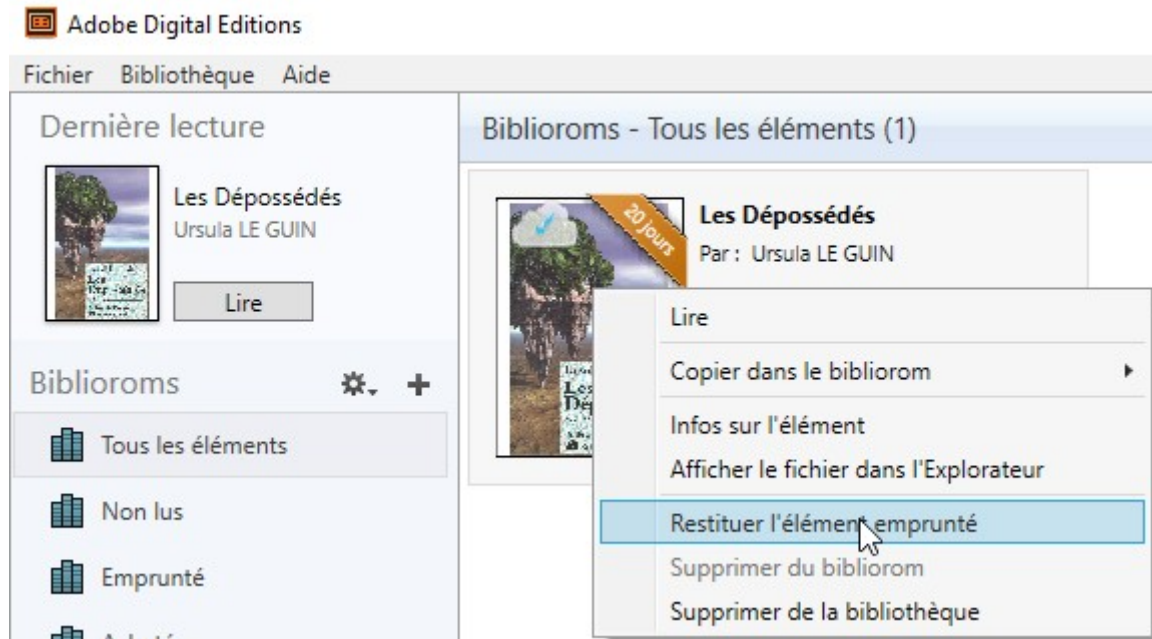 Adobe Digital Editions
Fichier Bibliothèque Aide
Dernière lecture
Les Dépossédés
Ursula LE GUIN
Lire
Biblioroms
Tous les éléments
Non lus
Emprunté
Biblioroms - Tous les éléments (1)
20 jours
Les Dépossédés
Par : Ursula LE GUIN
Lire
Copier dans le bibliorom
Infos sur l'élément
Afficher le fichier dans l'Explorateur
Restituer l'élément emprunté
Supprimer du bibliorom
Supprimer de la bibliothèque